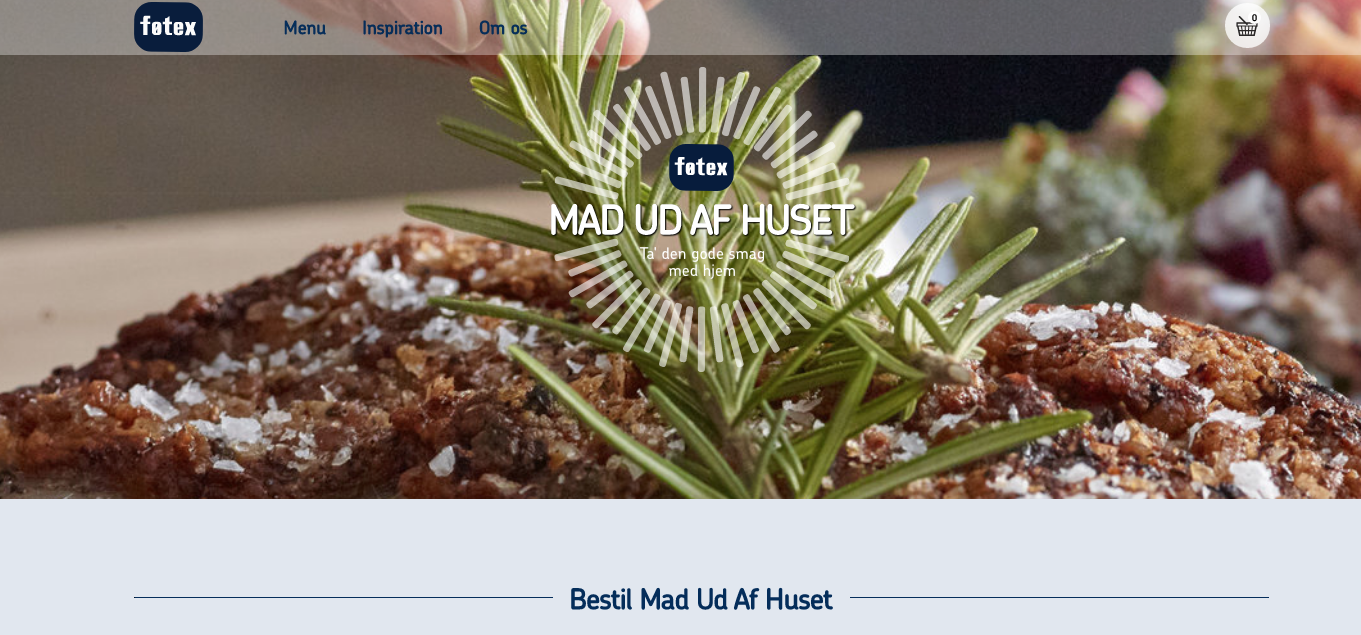 føtex
Menu
Inspiration
Om os
0
føtex
MAD UD AF HUSET
Ta' den gode smag
med hjem
Bestil Mad Ud Af Huset